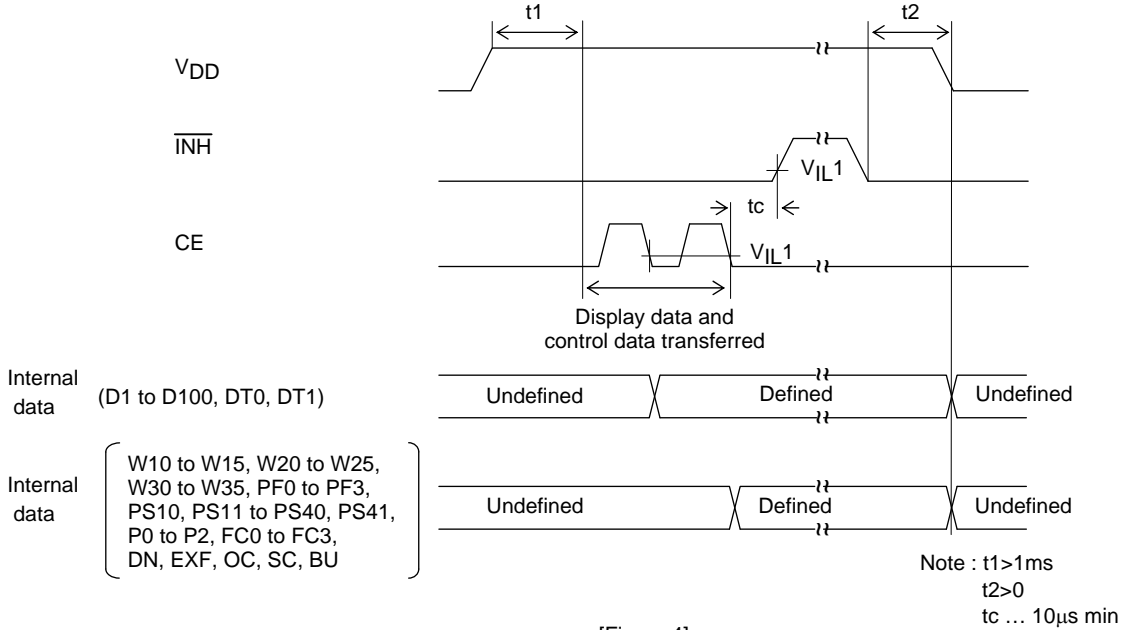 t1
t2
VDD
INH
VIL1
tc
CE
VIL1
Display data and
control data transferred
Internal
data
(D1 to D100, DT0, DT1)
Undefined
Defined
Undefined
Internal
data
W10 to W15, W20 to W25,
W30 to W35, PF0 to PF3,
PS10, PS11 to PS40, PS41,
P0 to P2, FC0 to FC3,
DN, EXF, OC, SC, BU
Undefined
Defined
Undefined
Note : t1>1ms
t2>0
tc … 10μs min